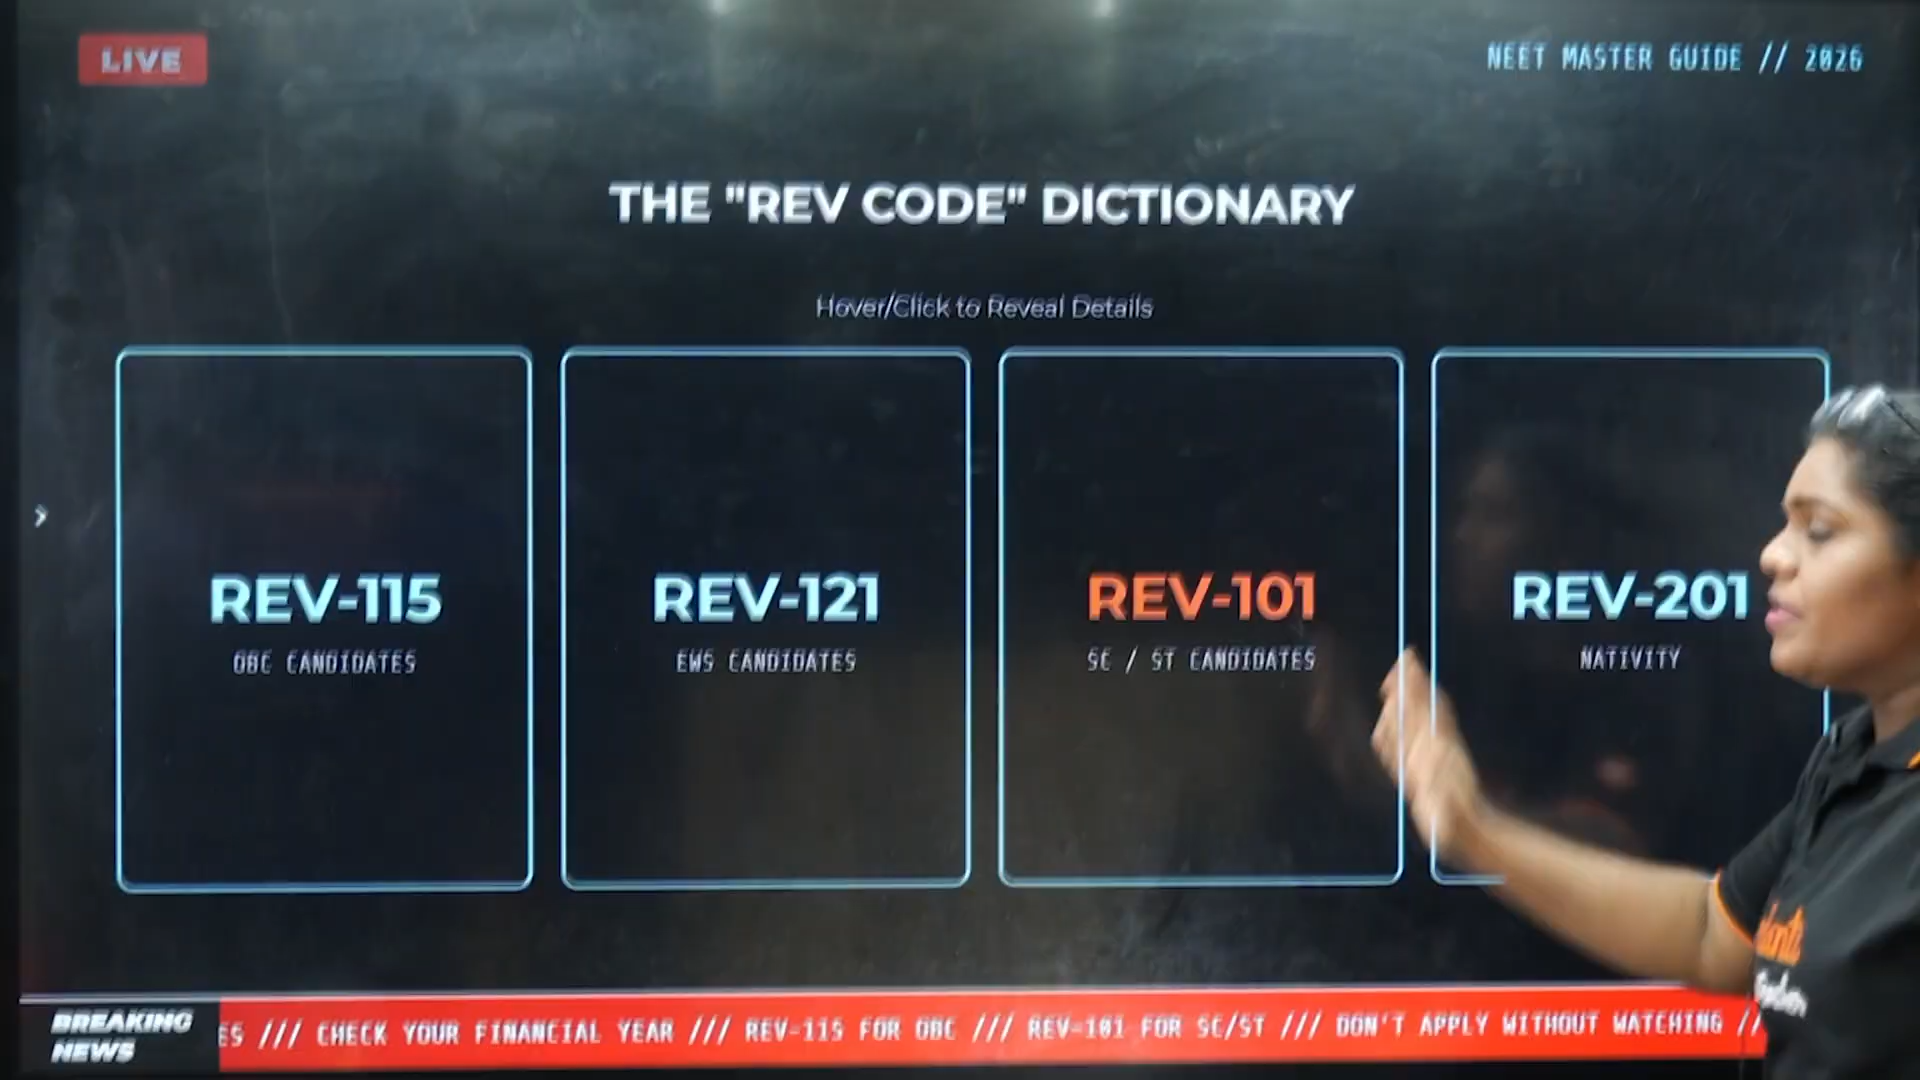 LIVE
NEET MASTER GUIDE // 2026
THE "REV CODE" DICTIONARY
Hover/Click to Reveal Details
REV-115
OBC CANDIDATES
REV-121
EWS CANDIDATES
REV-101
SC / ST CANDIDATES
REV-201
NATIVITY
BREAKING
NEWS
ES /// CHECK YOUR FINANCIAL YEAR /// REV-115 FOR OBC /// REV-101 FOR SC/ST /// DON'T APPLY WITHOUT WATCHING //